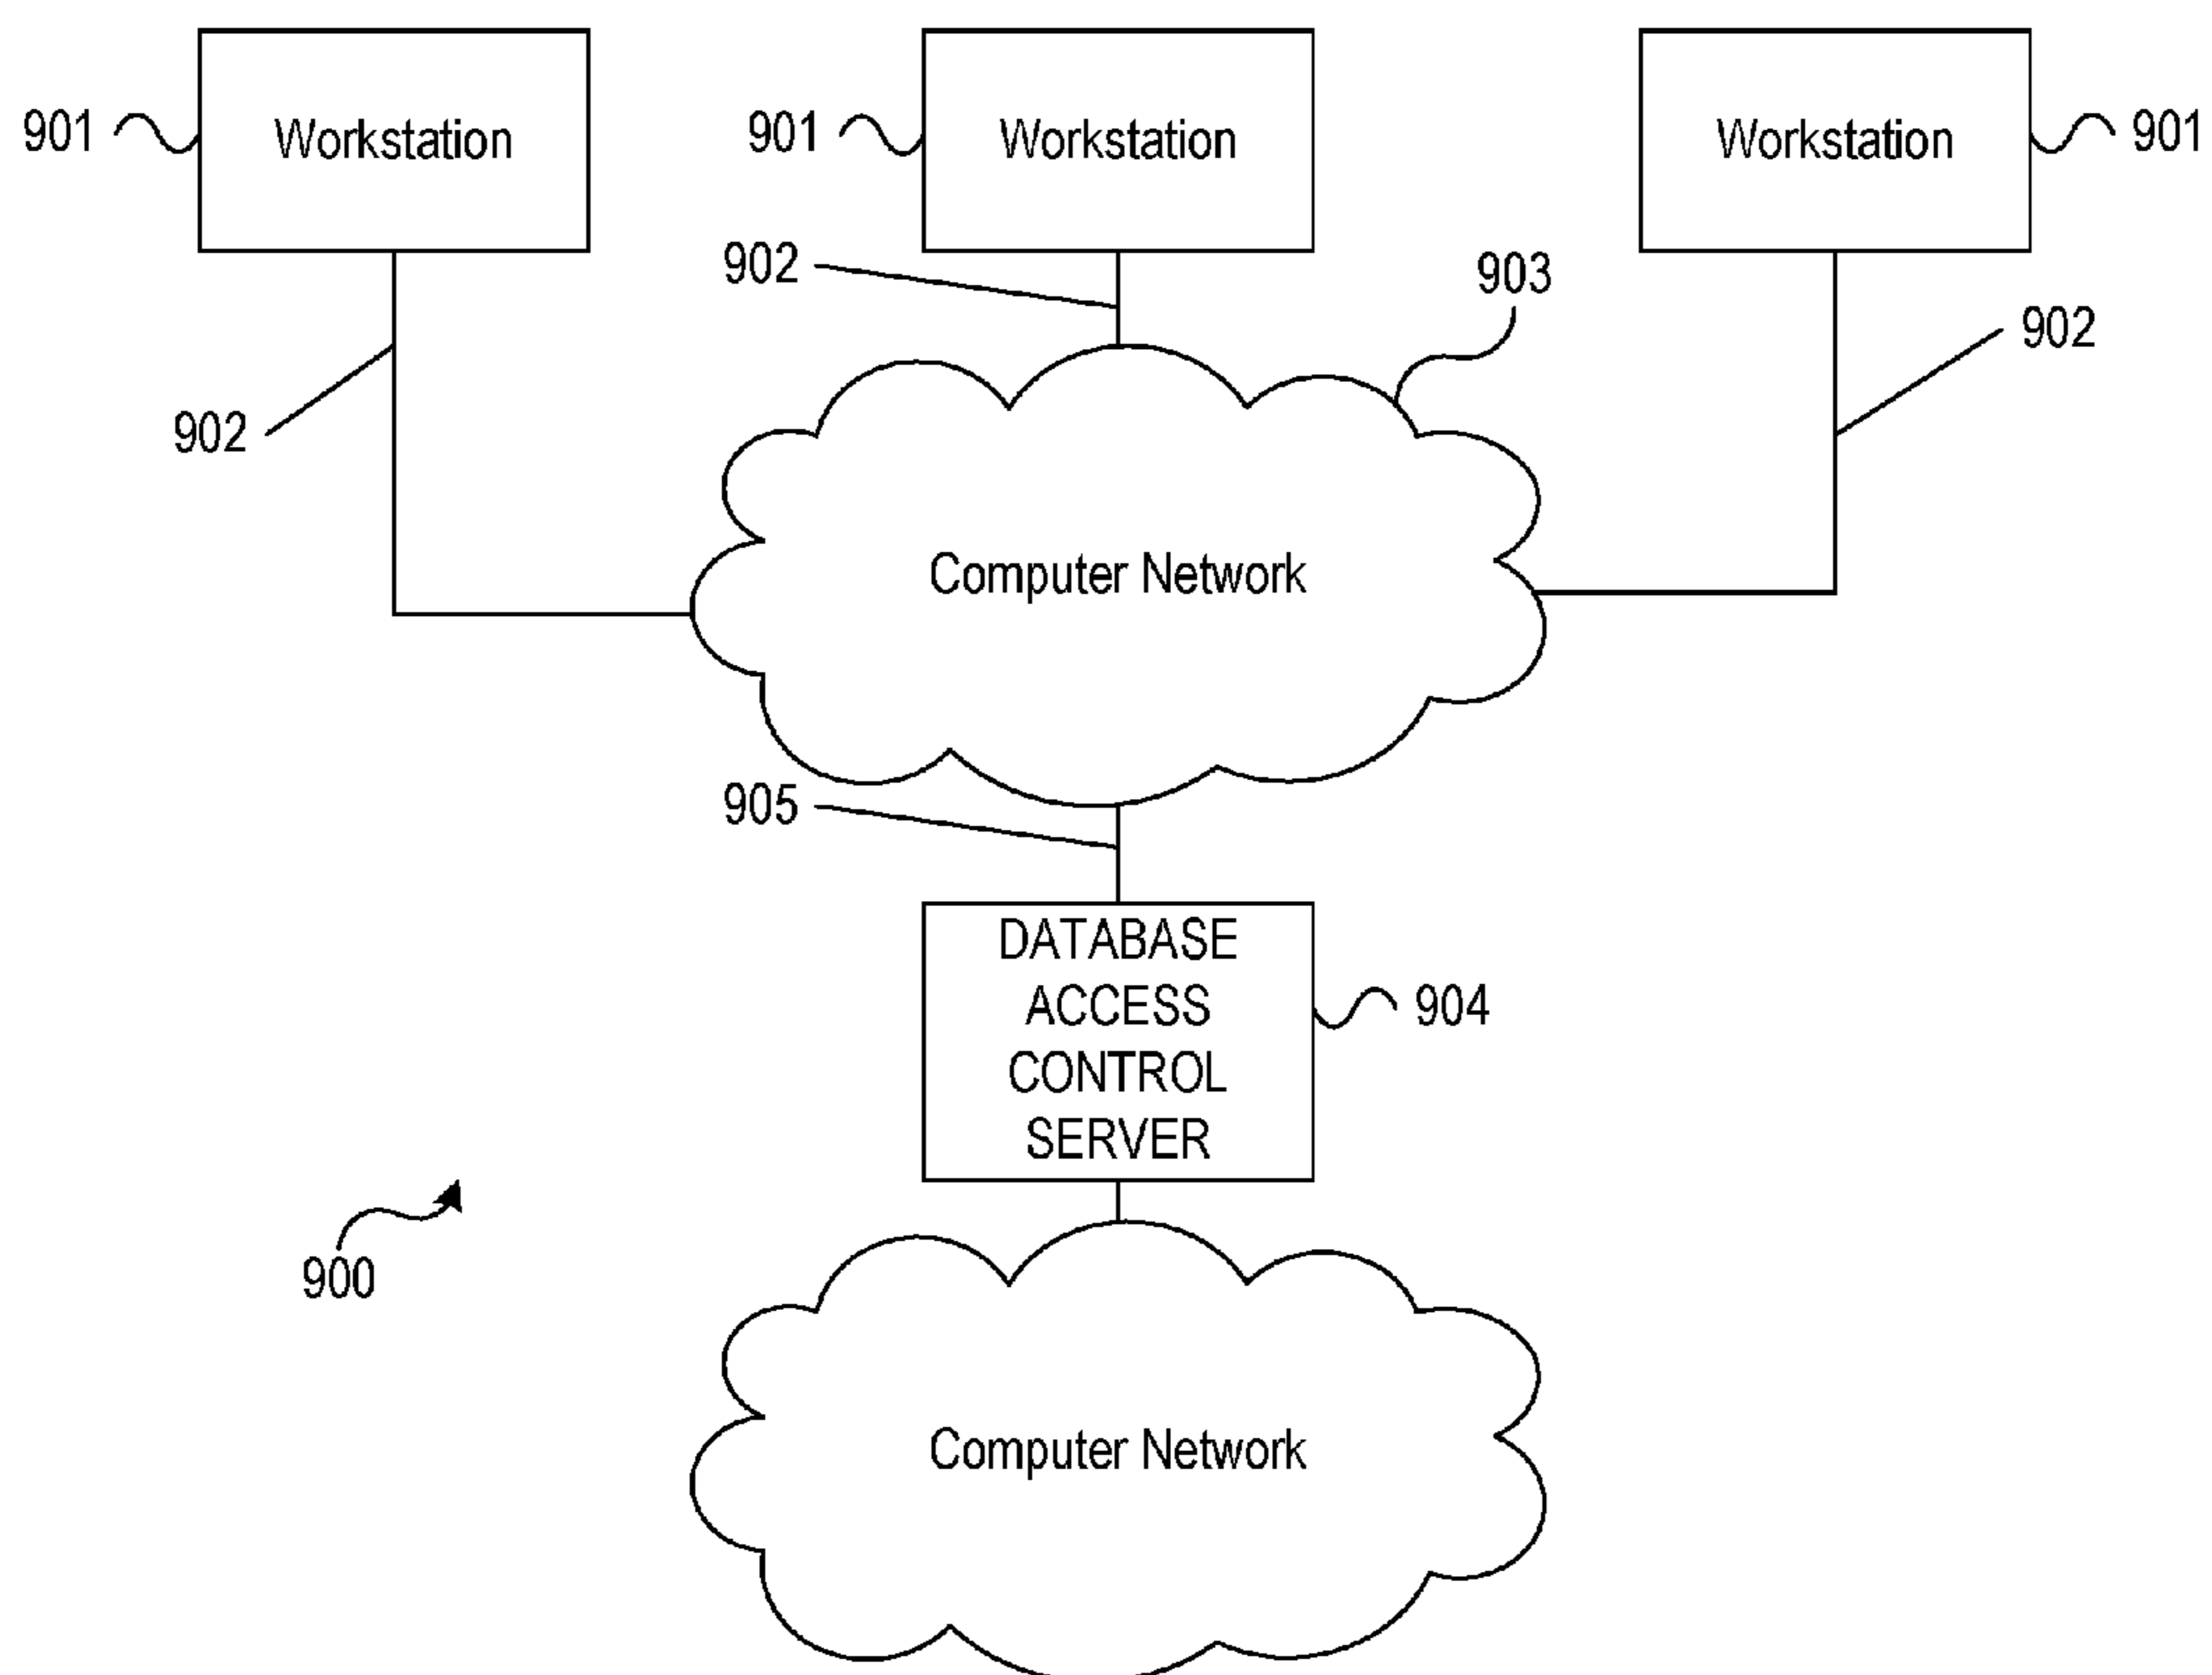 901
Workstation
901
Workstation
Workstation
901
902
903
902
902
Computer Network
905
DATABASE
ACCESS
CONTROL
SERVER
904
900
Computer Network